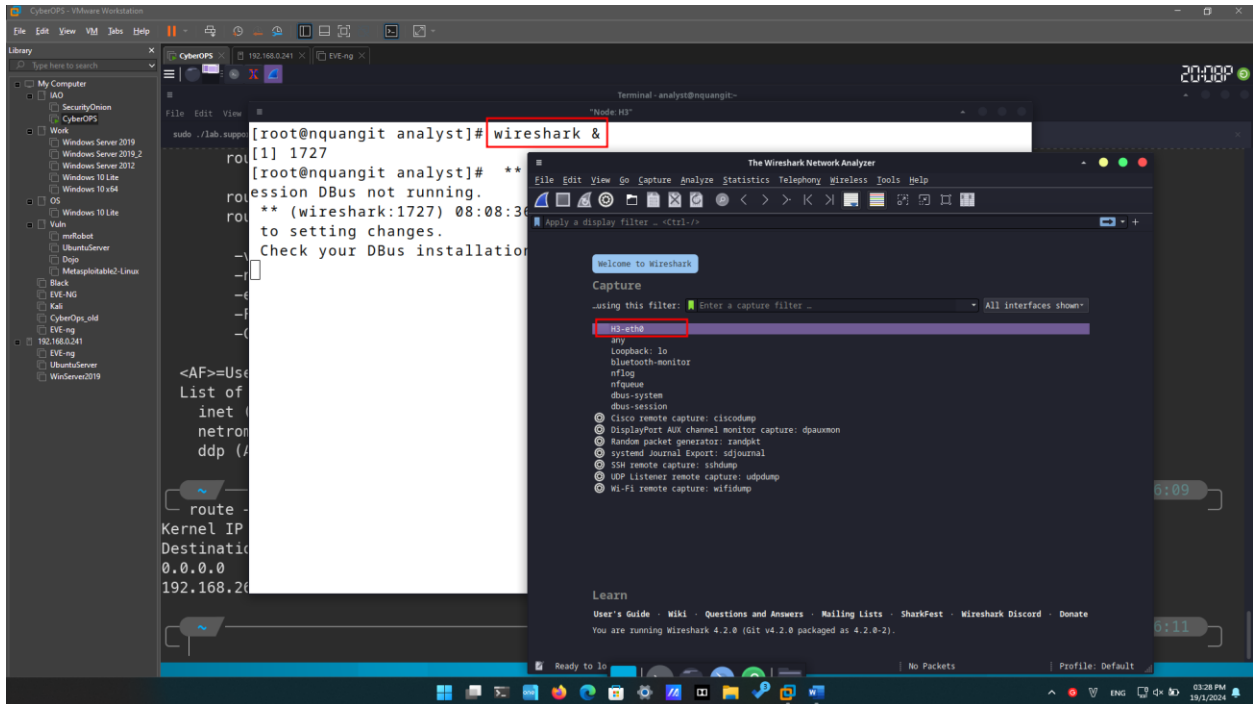 CyberOPS - VMware Workstation
File Edit View VM Tabs Help
Library
Type here to search
My Computer
IAO
SecurityOnion
CyberOPS
Work
Windows Server 2019
Windows Server 2019_2
Windows Server 2012
Windows 10 Lite
Windows 10 x64
OS
Windows 10 Lite
Vuln
mrRobot
UbuntuServer
Dojo
Metasploitable2-Linux
Black
EVE-NG
Kali
CyberOps_old
EVE-ng
192.168.0.241
EVE-ng
UbuntuServer
WinServer2019
CyberOPS
192.168.0.241
EVE-ng
20:08P
Terminal - analyst@nquangit:~
File Edit View
sudo ./lab.suppo
rou
rou
rou
<AF>=Use
List of
inet (
netrom
ddp (A
~
6:09
route -
Kernel IP
Destinatio
0.0.0.0
192.168.26
~
6:11
"Node: H3"
[root@nquangit analyst]# wireshark &
[1] 1727
[root@nquangit analyst]# **
ession DBus not running.
** (wireshark:1727) 08:08:36
to setting changes.
Check your DBus installation
The Wireshark Network Analyzer
File Edit View Go Capture Analyze Statistics Telephony Wireless Tools Help
Apply a display filter … <Ctrl-/>
Welcome to Wireshark
Capture
…using this filter: Enter a capture filter … All interfaces shown
H3-eth0
any
Loopback: lo
bluetooth-monitor
nflog
nfqueue
dbus-system
dbus-session
Cisco remote capture: ciscodump
DisplayPort AUX channel monitor capture: dpauxmon
Random packet generator: randpkt
systemd Journal Export: sdjournal
SSH remote capture: sshdump
UDP Listener remote capture: udpdump
Wi-Fi remote capture: wifidump
Learn
User's Guide · Wiki · Questions and Answers · Mailing Lists · SharkFest · Wireshark Discord · Donate
You are running Wireshark 4.2.0 (Git v4.2.0 packaged as 4.2.0-2).
Ready to lo
No Packets
Profile: Default
ENG
03:28 PM
19/1/2024